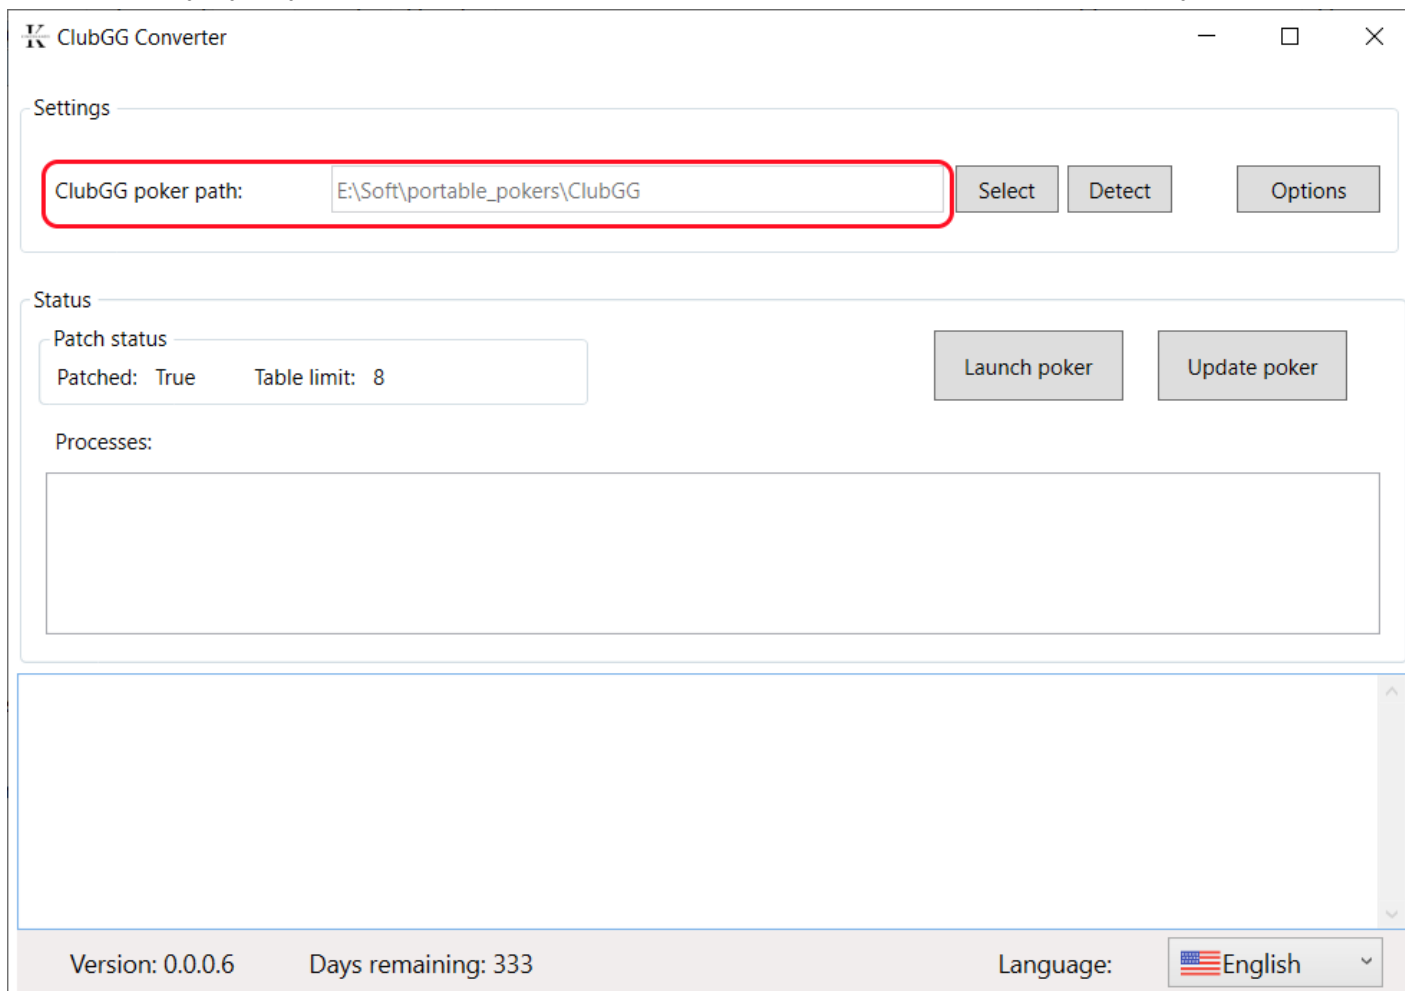 K ClubGG Converter
Settings
ClubGG poker path: E:\Soft\portable_pokers\ClubGG Select Detect Options
Status
Patch status
Patched: True Table limit: 8
Launch poker Update poker
Processes:
Version: 0.0.0.6 Days remaining: 333 Language: English